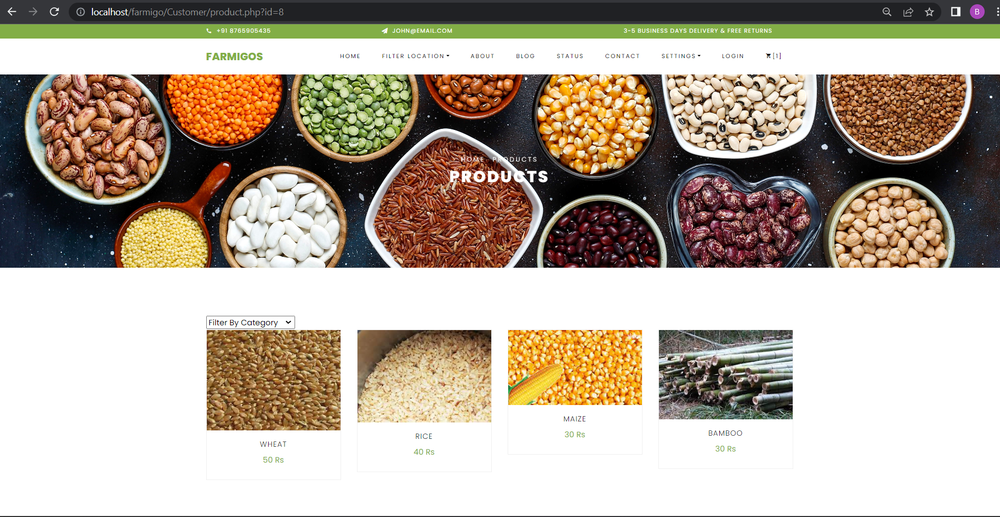 localhost/farmigo/Customer/product.php?id=8
B
+91 8765905435 JOHN@EMAIL.COM 3-5 BUSINESS DAYS DELIVERY & FREE RETURNS
FARMIGOS HOME FILTER LOCATION ABOUT BLOG STATUS CONTACT SETTINGS LOGIN [1]
HOME PRODUCTS
PRODUCTS
Filter By Category
WHEAT
50 Rs
RICE
40 Rs
MAIZE
30 Rs
BAMBOO
30 Rs